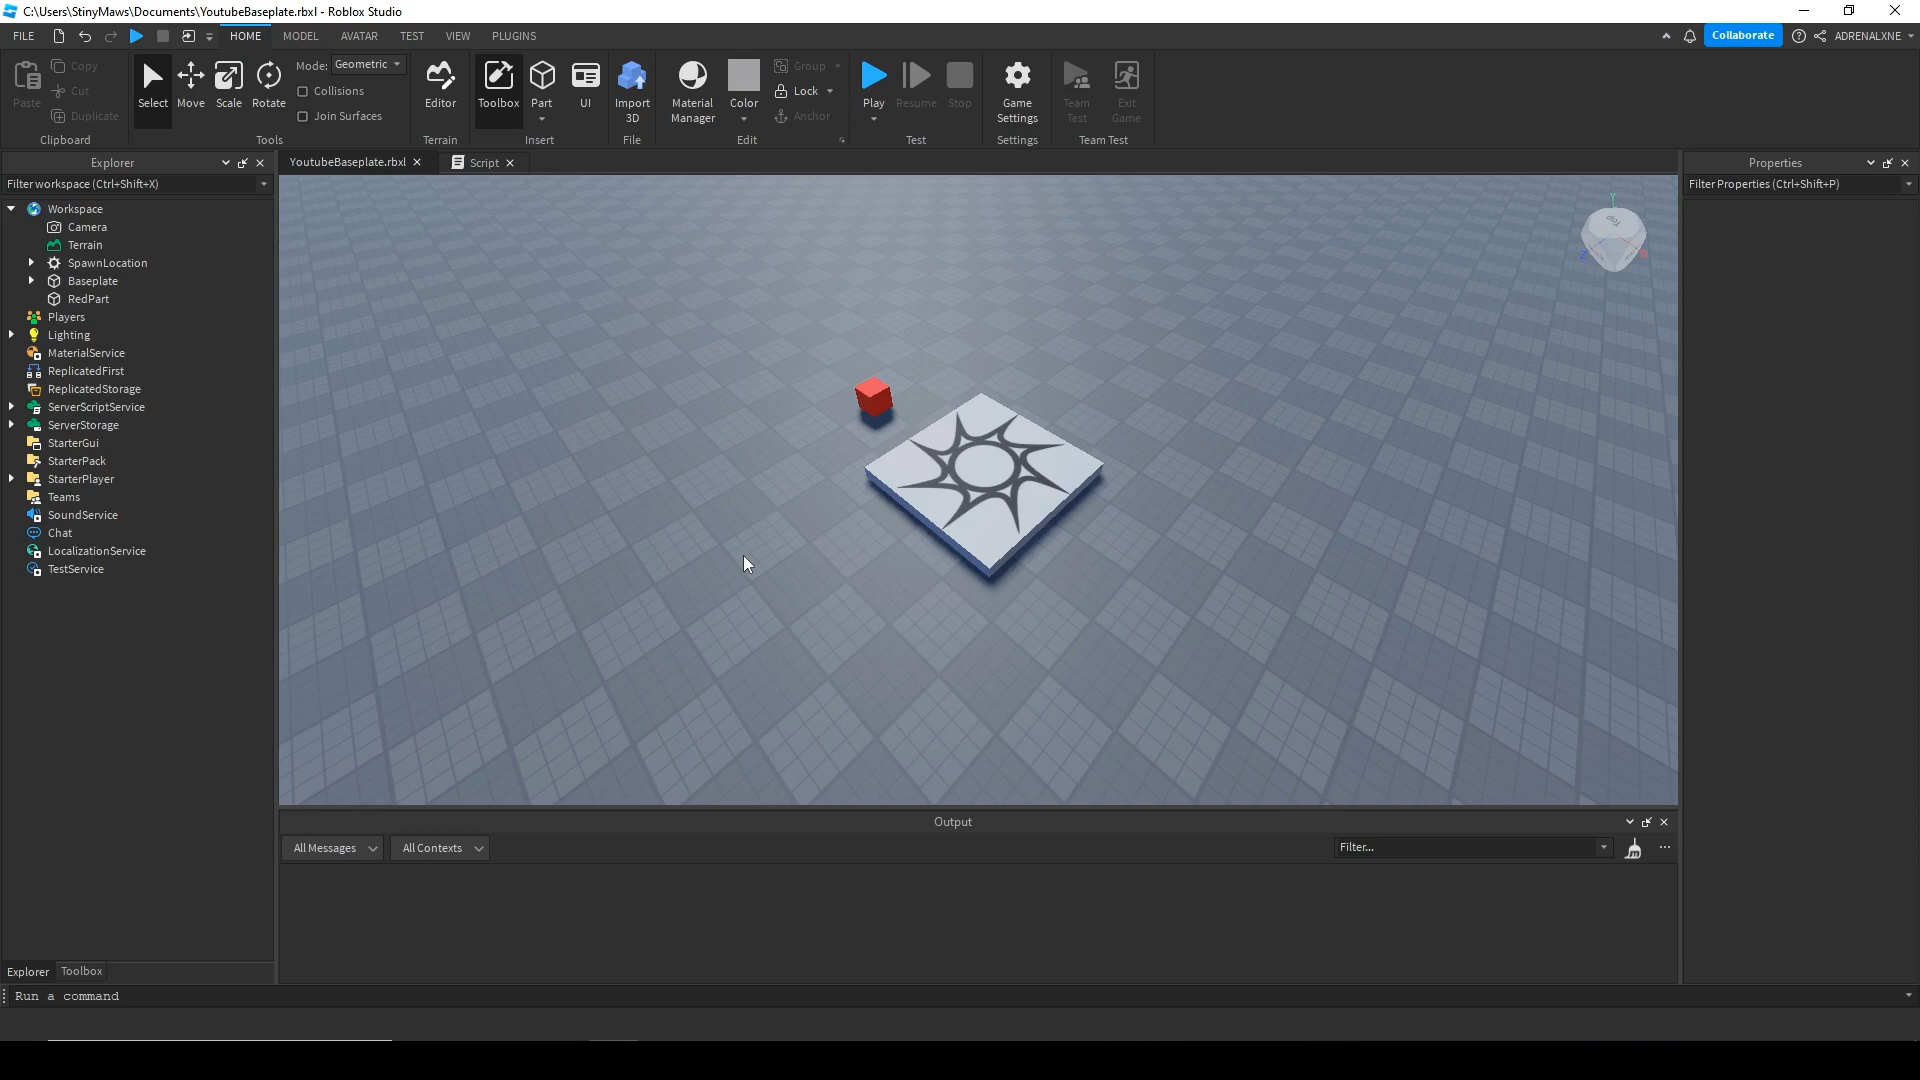 C:\Users\StinyMaws\Documents\YoutubeBaseplate.rbxl - Roblox Studio
FILE HOME MODEL AVATAR TEST VIEW PLUGINS Collaborate ADRENALXNE
Paste Copy Cut Duplicate
Clipboard
Select Move Scale Rotate
Mode: Geometric
Collisions
Join Surfaces
Tools
Editor
Terrain
Toolbox Part UI
Insert
Import 3D
File
Material Manager Color Group Lock Anchor
Edit
Play Resume Stop
Test
Game Settings
Settings
Team Test Exit Game
Team Test
Explorer
Filter workspace (Ctrl+Shift+X)
Workspace
Camera
Terrain
SpawnLocation
Baseplate
RedPart
Players
Lighting
MaterialService
ReplicatedFirst
ReplicatedStorage
ServerScriptService
ServerStorage
StarterGui
StarterPack
StarterPlayer
Teams
SoundService
Chat
LocalizationService
TestService
Explorer Toolbox
YoutubeBaseplate.rbxl Script
Y
Top
Z
Properties
Filter Properties (Ctrl+Shift+P)
Output
All Messages All Contexts Filter...
Run a command